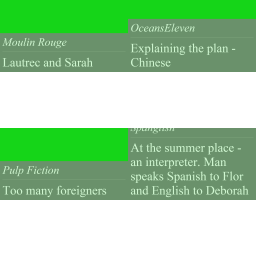 Moulin Rouge
Lautrec and Sarah
OceansEleven
Explaining the plan -
Chinese
Pulp Fiction
Too many foreigners
Spanglish
At the summer place -
an interpreter. Man
speaks Spanish to Flor
and English to Deborah